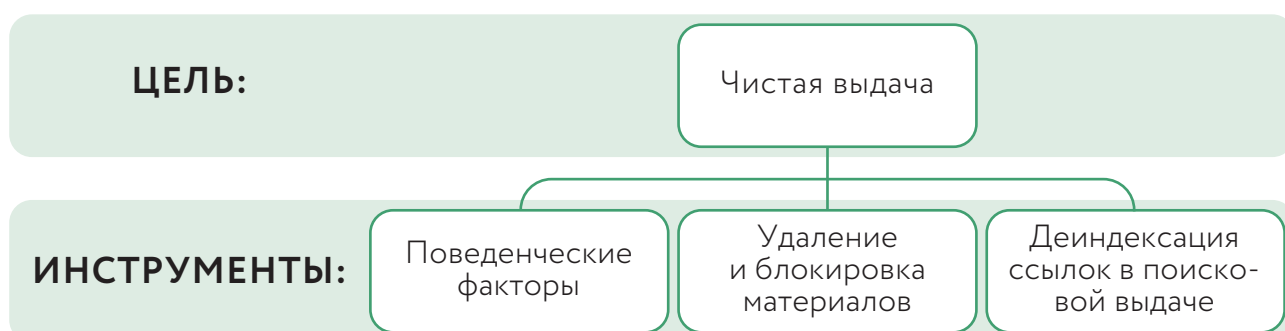 ЦЕЛЬ:
Чистая выдача
ИНСТРУМЕНТЫ:
Поведенческие
факторы
Удаление
и блокировка
материалов
Деиндексация
ссылок в поиско-
вой выдаче